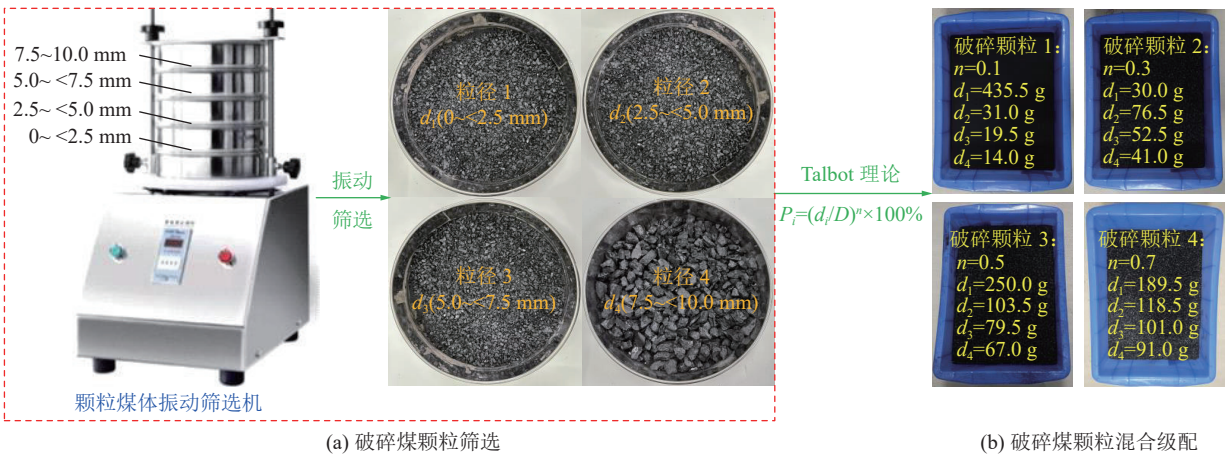 7.5~10.0 mm
5.0~ <7.5 mm
2.5~ <5.0 mm
0~ <2.5 mm
颗粒煤体振动筛选机
振动
筛选
粒径 1
d₁(0~<2.5 mm)
粒径 2
d₂(2.5~<5.0 mm)
粒径 3
d₃(5.0~<7.5 mm)
粒径 4
d₄(7.5~<10.0 mm)
Talbot 理论
Pᵢ=(dᵢ/D)ⁿ×100%
破碎颗粒 1：
n=0.1
d₁=435.5 g
d₂=31.0 g
d₃=19.5 g
d₄=14.0 g
破碎颗粒 2：
n=0.3
d₁=30.0 g
d₂=76.5 g
d₃=52.5 g
d₄=41.0 g
破碎颗粒 3：
n=0.5
d₁=250.0 g
d₂=103.5 g
d₃=79.5 g
d₄=67.0 g
破碎颗粒 4：
n=0.7
d₁=189.5 g
d₂=118.5 g
d₃=101.0 g
d₄=91.0 g
(a) 破碎煤颗粒筛选
(b) 破碎煤颗粒混合级配